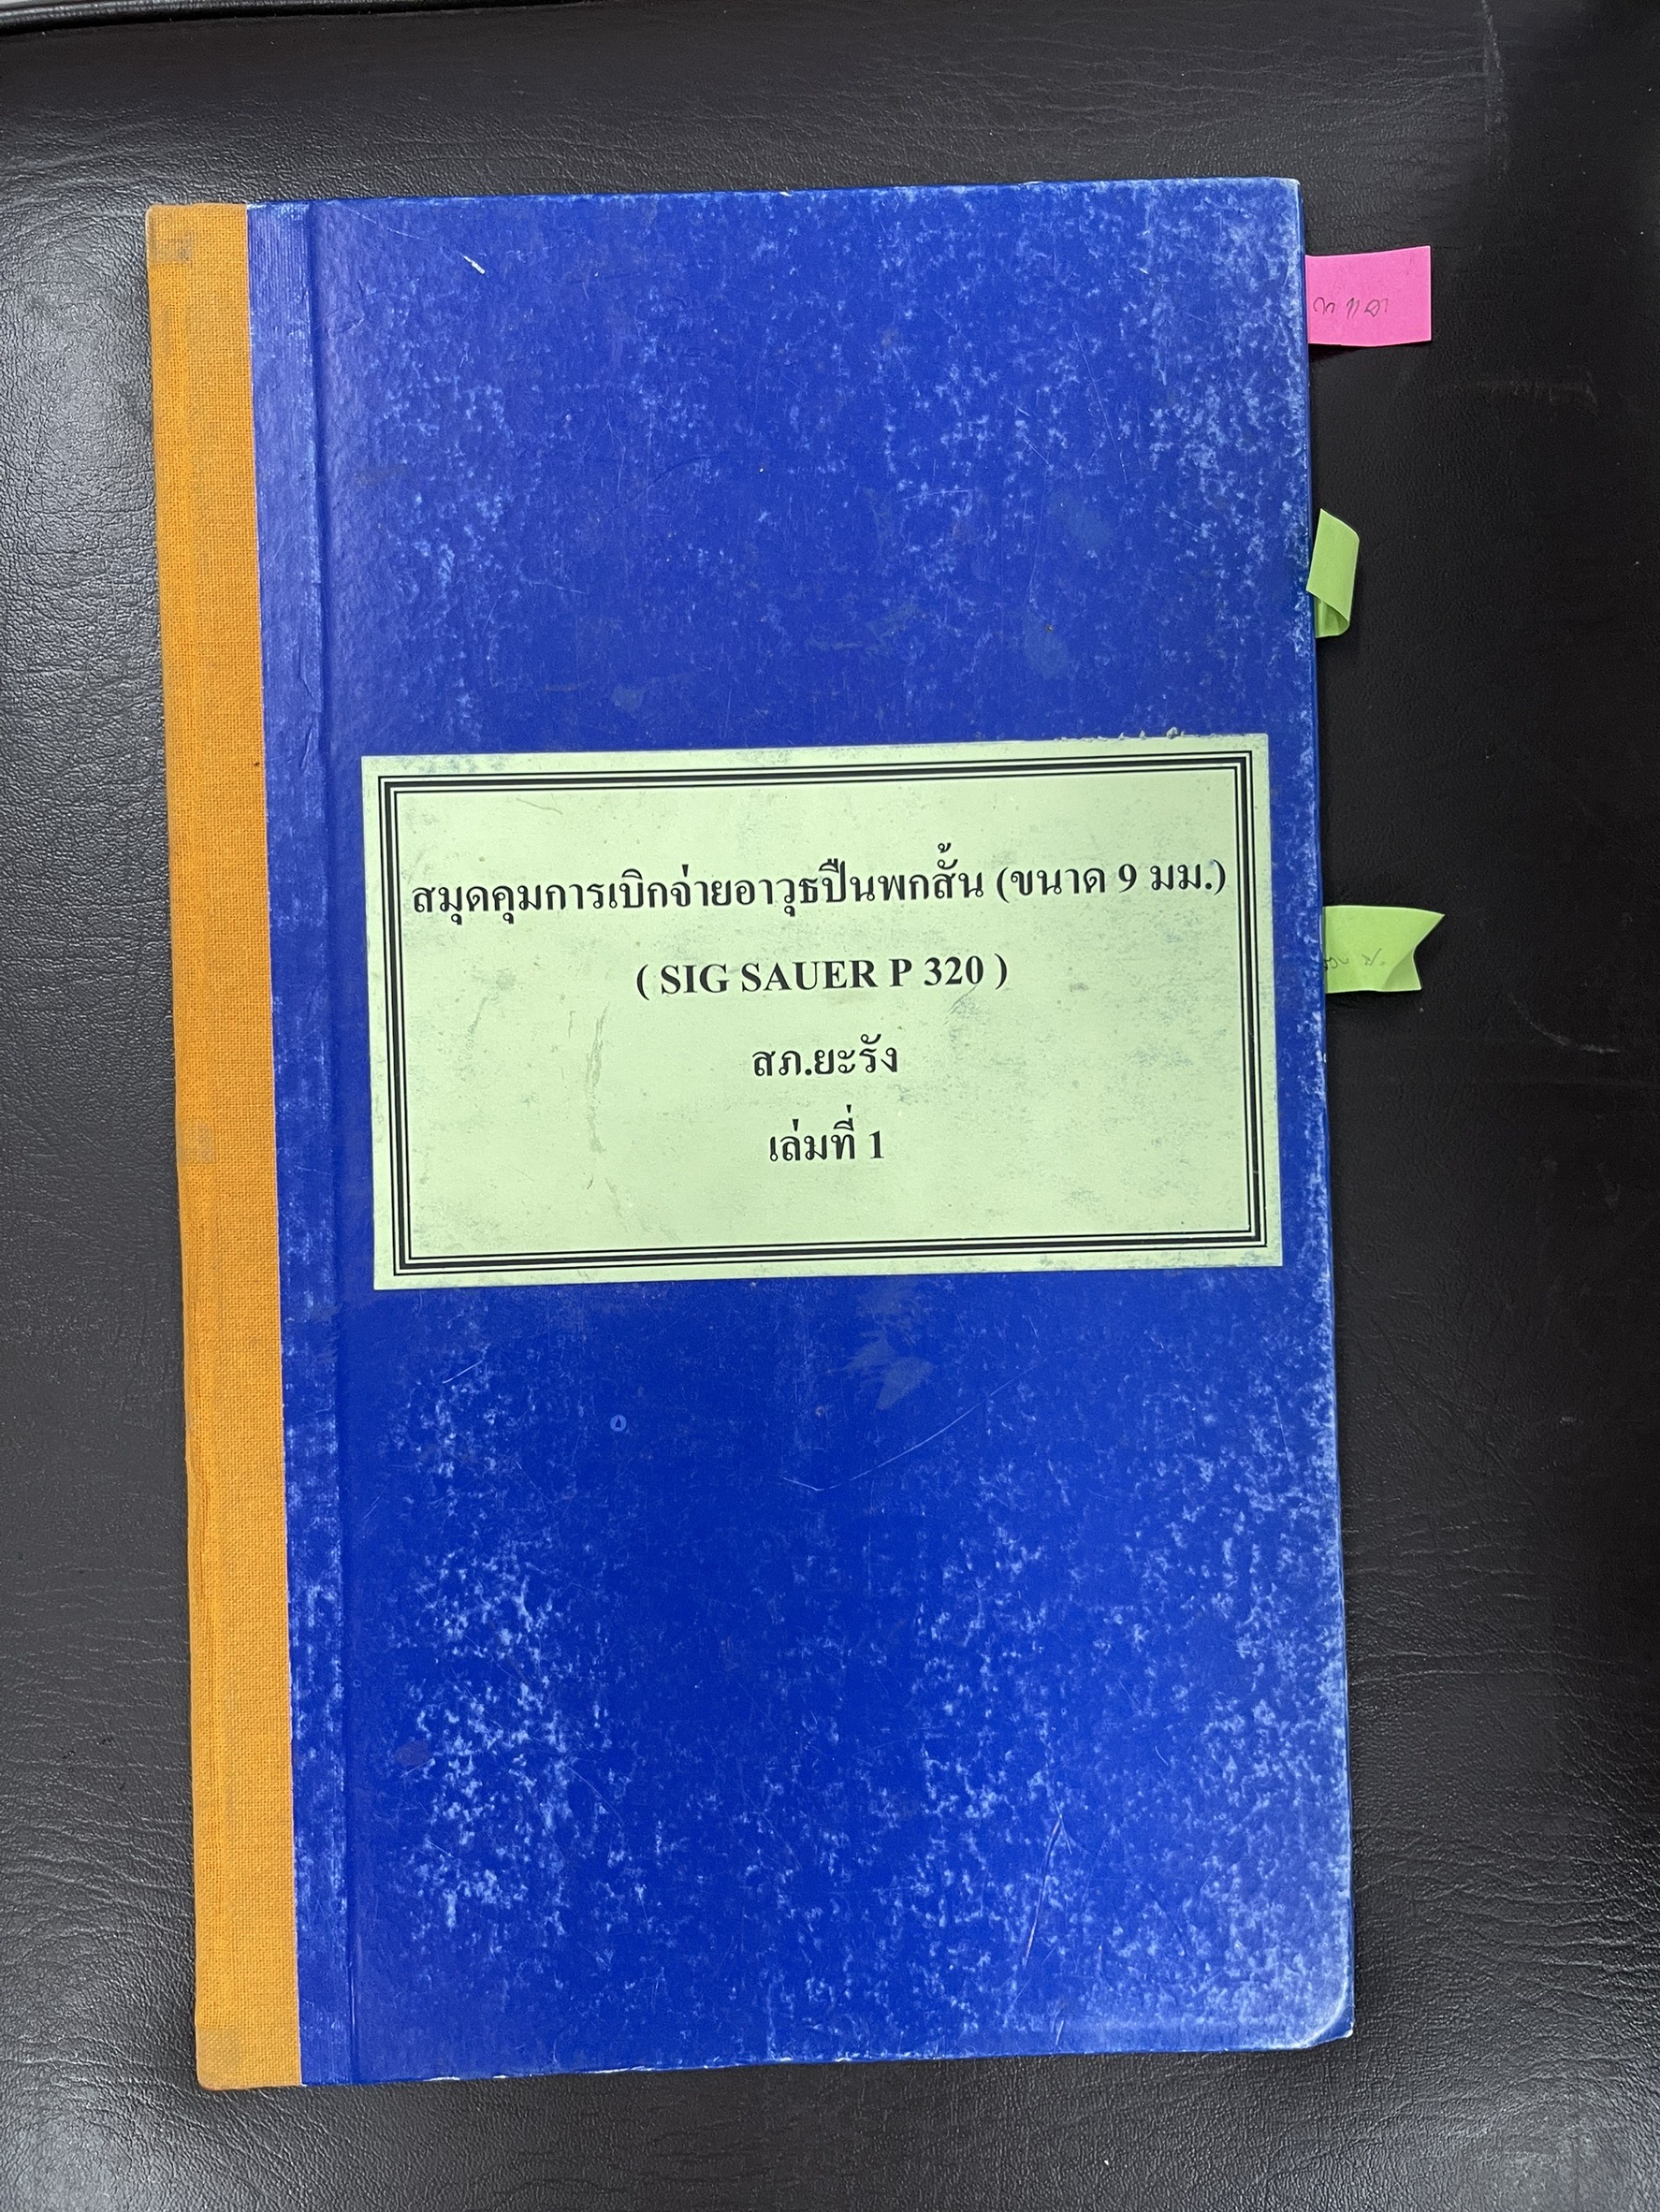 สมุดคุมการเบิกจ่ายอาวุธปืนพกสั้น (ขนาด 9 มม.)
( SIG SAUER P 320 )
สภ.ยะรัง
เล่มที่ 1